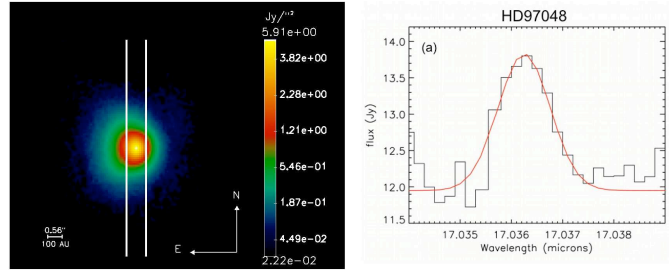 Jy/"²
5.91e+00
3.82e+00
2.28e+00
1.21e+00
5.46e-01
1.87e-01
4.49e-02
2.22e-02
N
E
0.56"
100 AU
HD97048
(a)
flux (Jy)
14.0
13.5
13.0
12.5
12.0
11.5
17.035 17.036 17.037 17.038
Wavelength (microns)